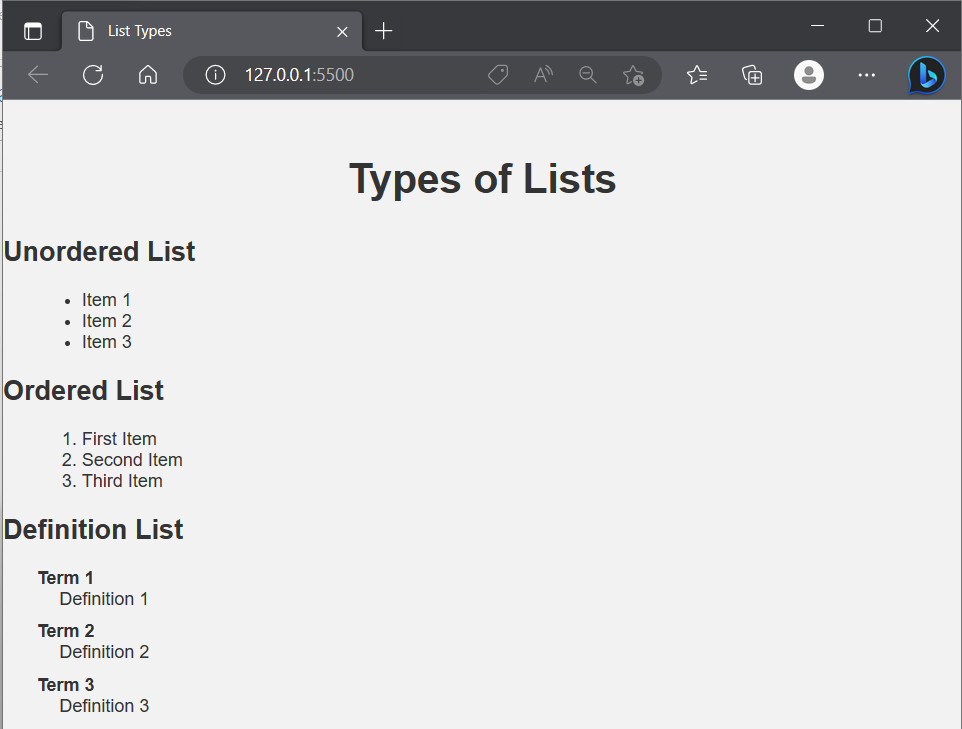 List Types
127.0.0.1:5500
Types of Lists
Unordered List
• Item 1
• Item 2
• Item 3
Ordered List
1. First Item
2. Second Item
3. Third Item
Definition List
Term 1
Definition 1
Term 2
Definition 2
Term 3
Definition 3